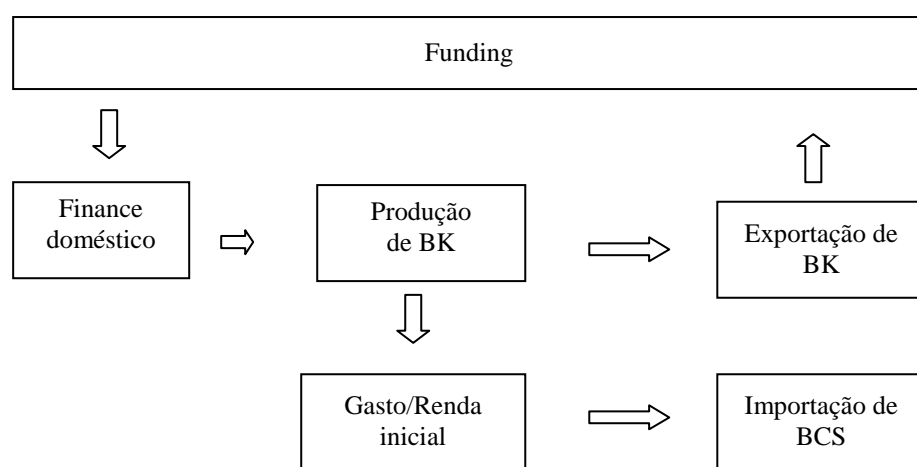 Funding
Finance
doméstico
Produção
de BK
Exportação de
BK
Gasto/Renda
inicial
Importação de
BCS